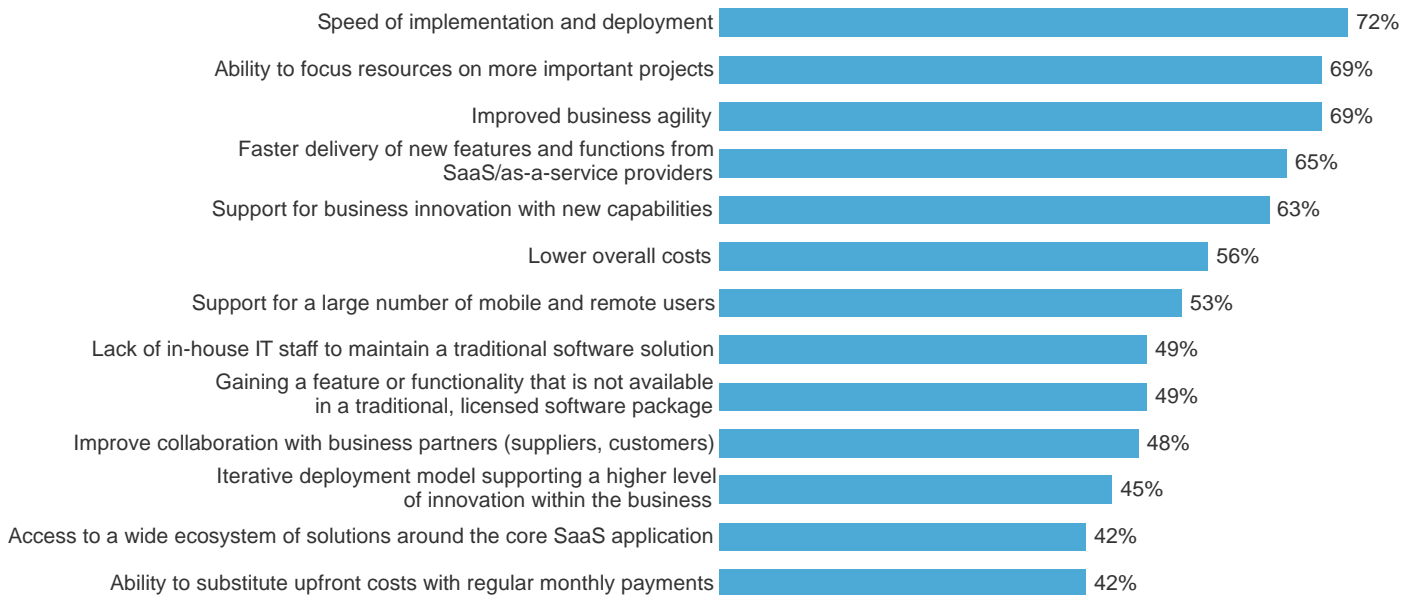 Speed of implementation and deployment 72%
Ability to focus resources on more important projects 69%
Improved business agility 69%
Faster delivery of new features and functions from
SaaS/as-a-service providers 65%
Support for business innovation with new capabilities 63%
Lower overall costs 56%
Support for a large number of mobile and remote users 53%
Lack of in-house IT staff to maintain a traditional software solution 49%
Gaining a feature or functionality that is not available
in a traditional, licensed software package 49%
Improve collaboration with business partners (suppliers, customers) 48%
Iterative deployment model supporting a higher level
of innovation within the business 45%
Access to a wide ecosystem of solutions around the core SaaS application 42%
Ability to substitute upfront costs with regular monthly payments 42%